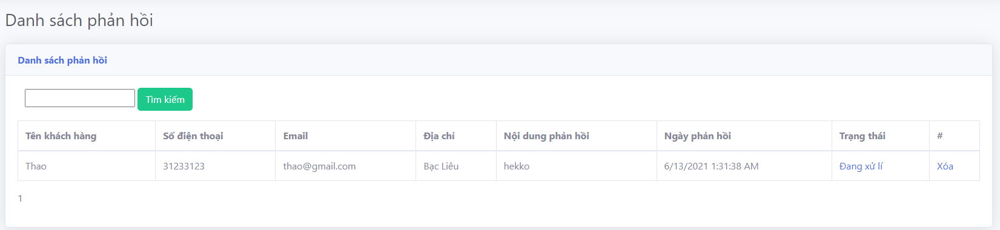 Danh sách phản hồi
Danh sách phản hồi
Tìm kiếm
Tên khách hàng Số điện thoại Email Địa chỉ Nội dung phản hồi Ngày phản hồi Trạng thái #
Thao 31233123 thao@gmail.com Bạc Liêu hekko 6/13/2021 1:31:38 AM Đang xử lí Xóa
1